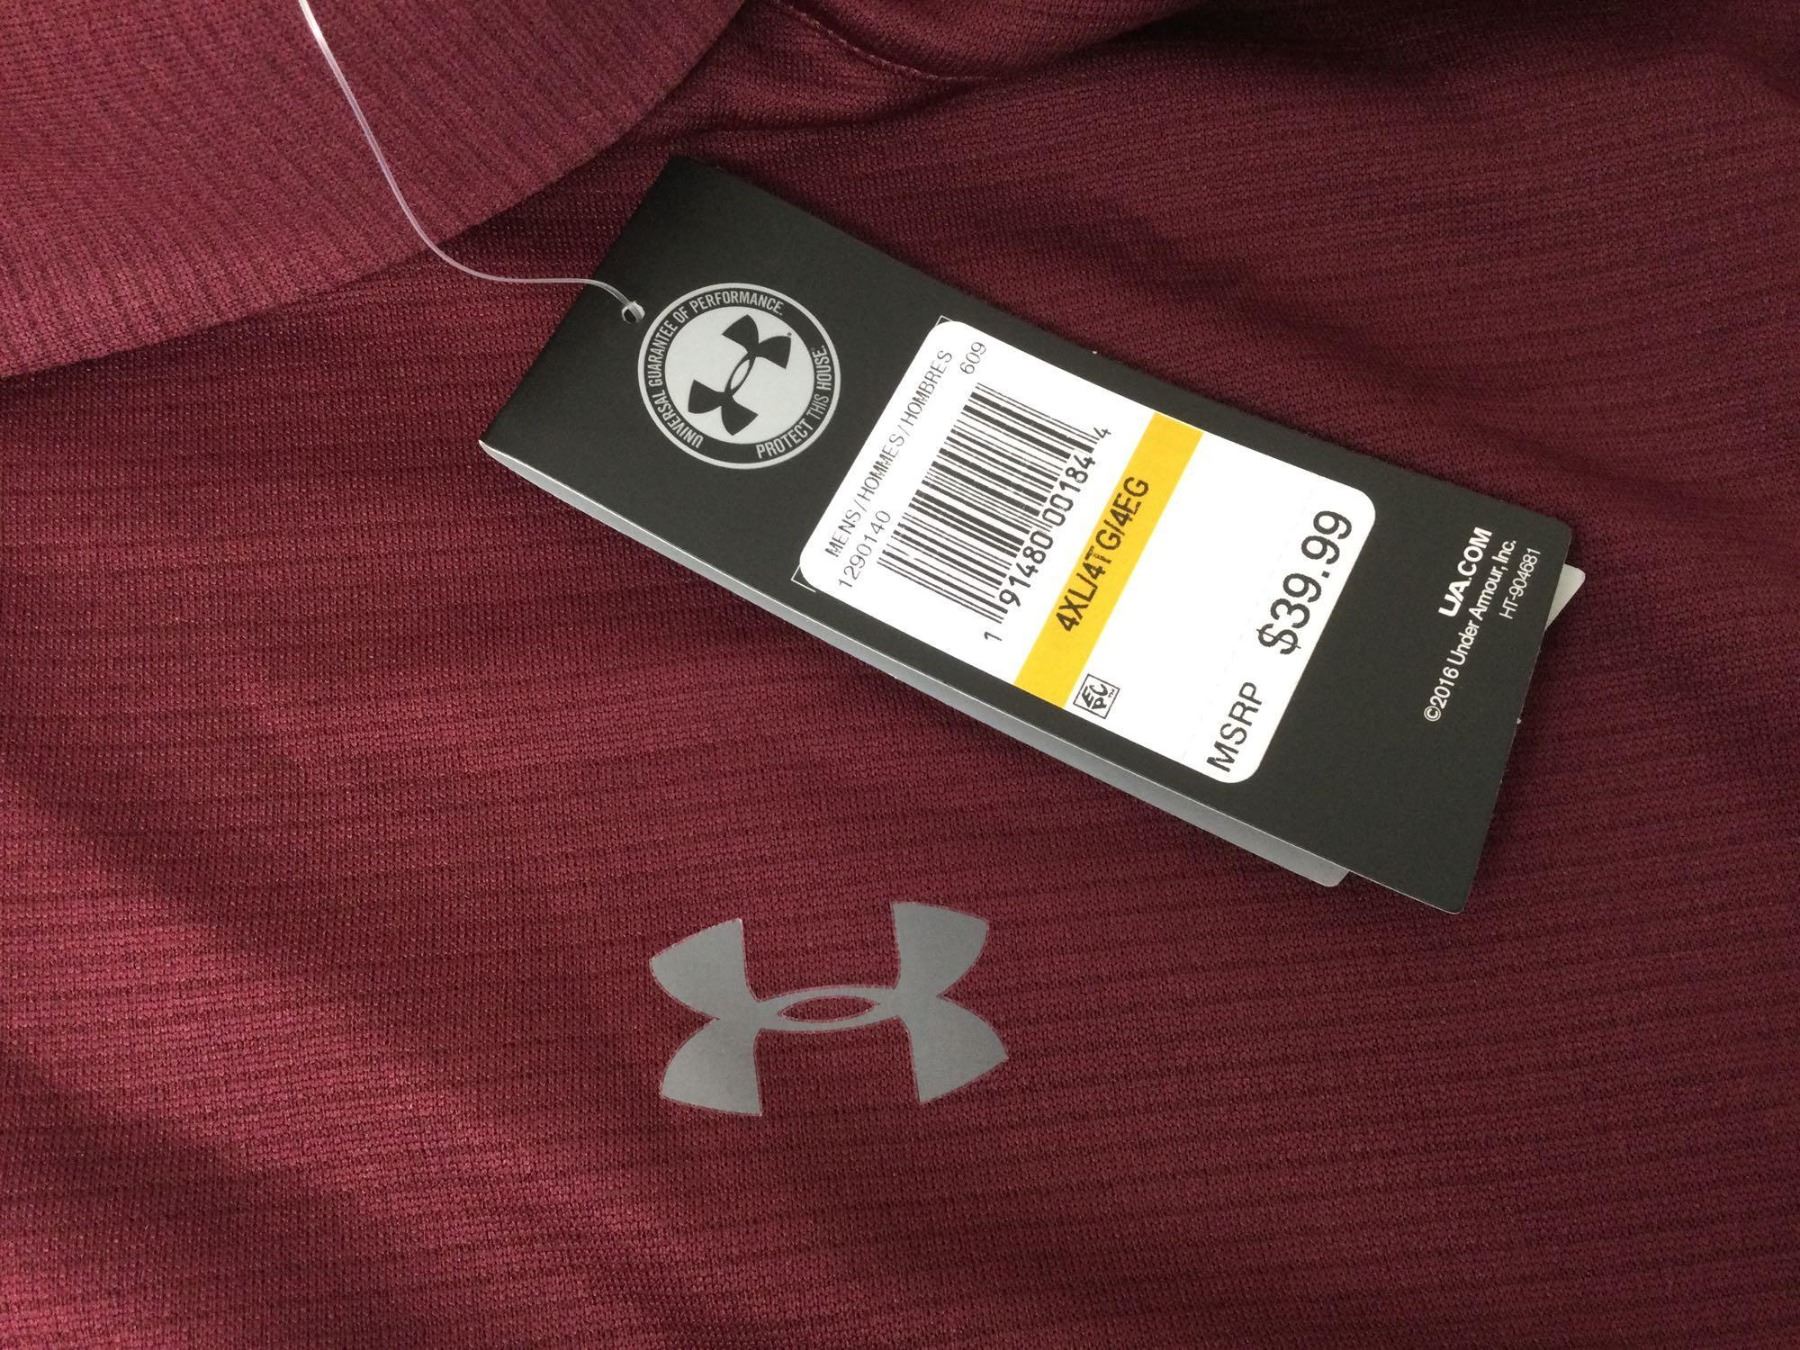 UNIVERSAL GUARANTEE OF PERFORMANCE.
PROTECT THIS HOUSE.
MENS/HOMMES/HOMBRES
1290140 609
1 91480 00184 4
4XL/4TG/4EG
EPC
MSRP $39.99
UA.COM
©2016 Under Armour, Inc.
HT-904681